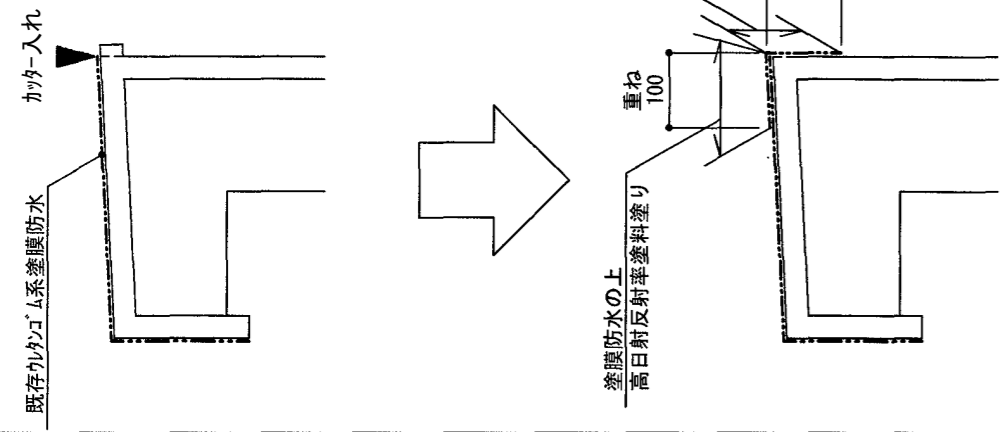 カッター入れ
既存ウレタンゴム系塗膜防水
重ね
100
塗膜防水の上
高日射反射率塗料塗り